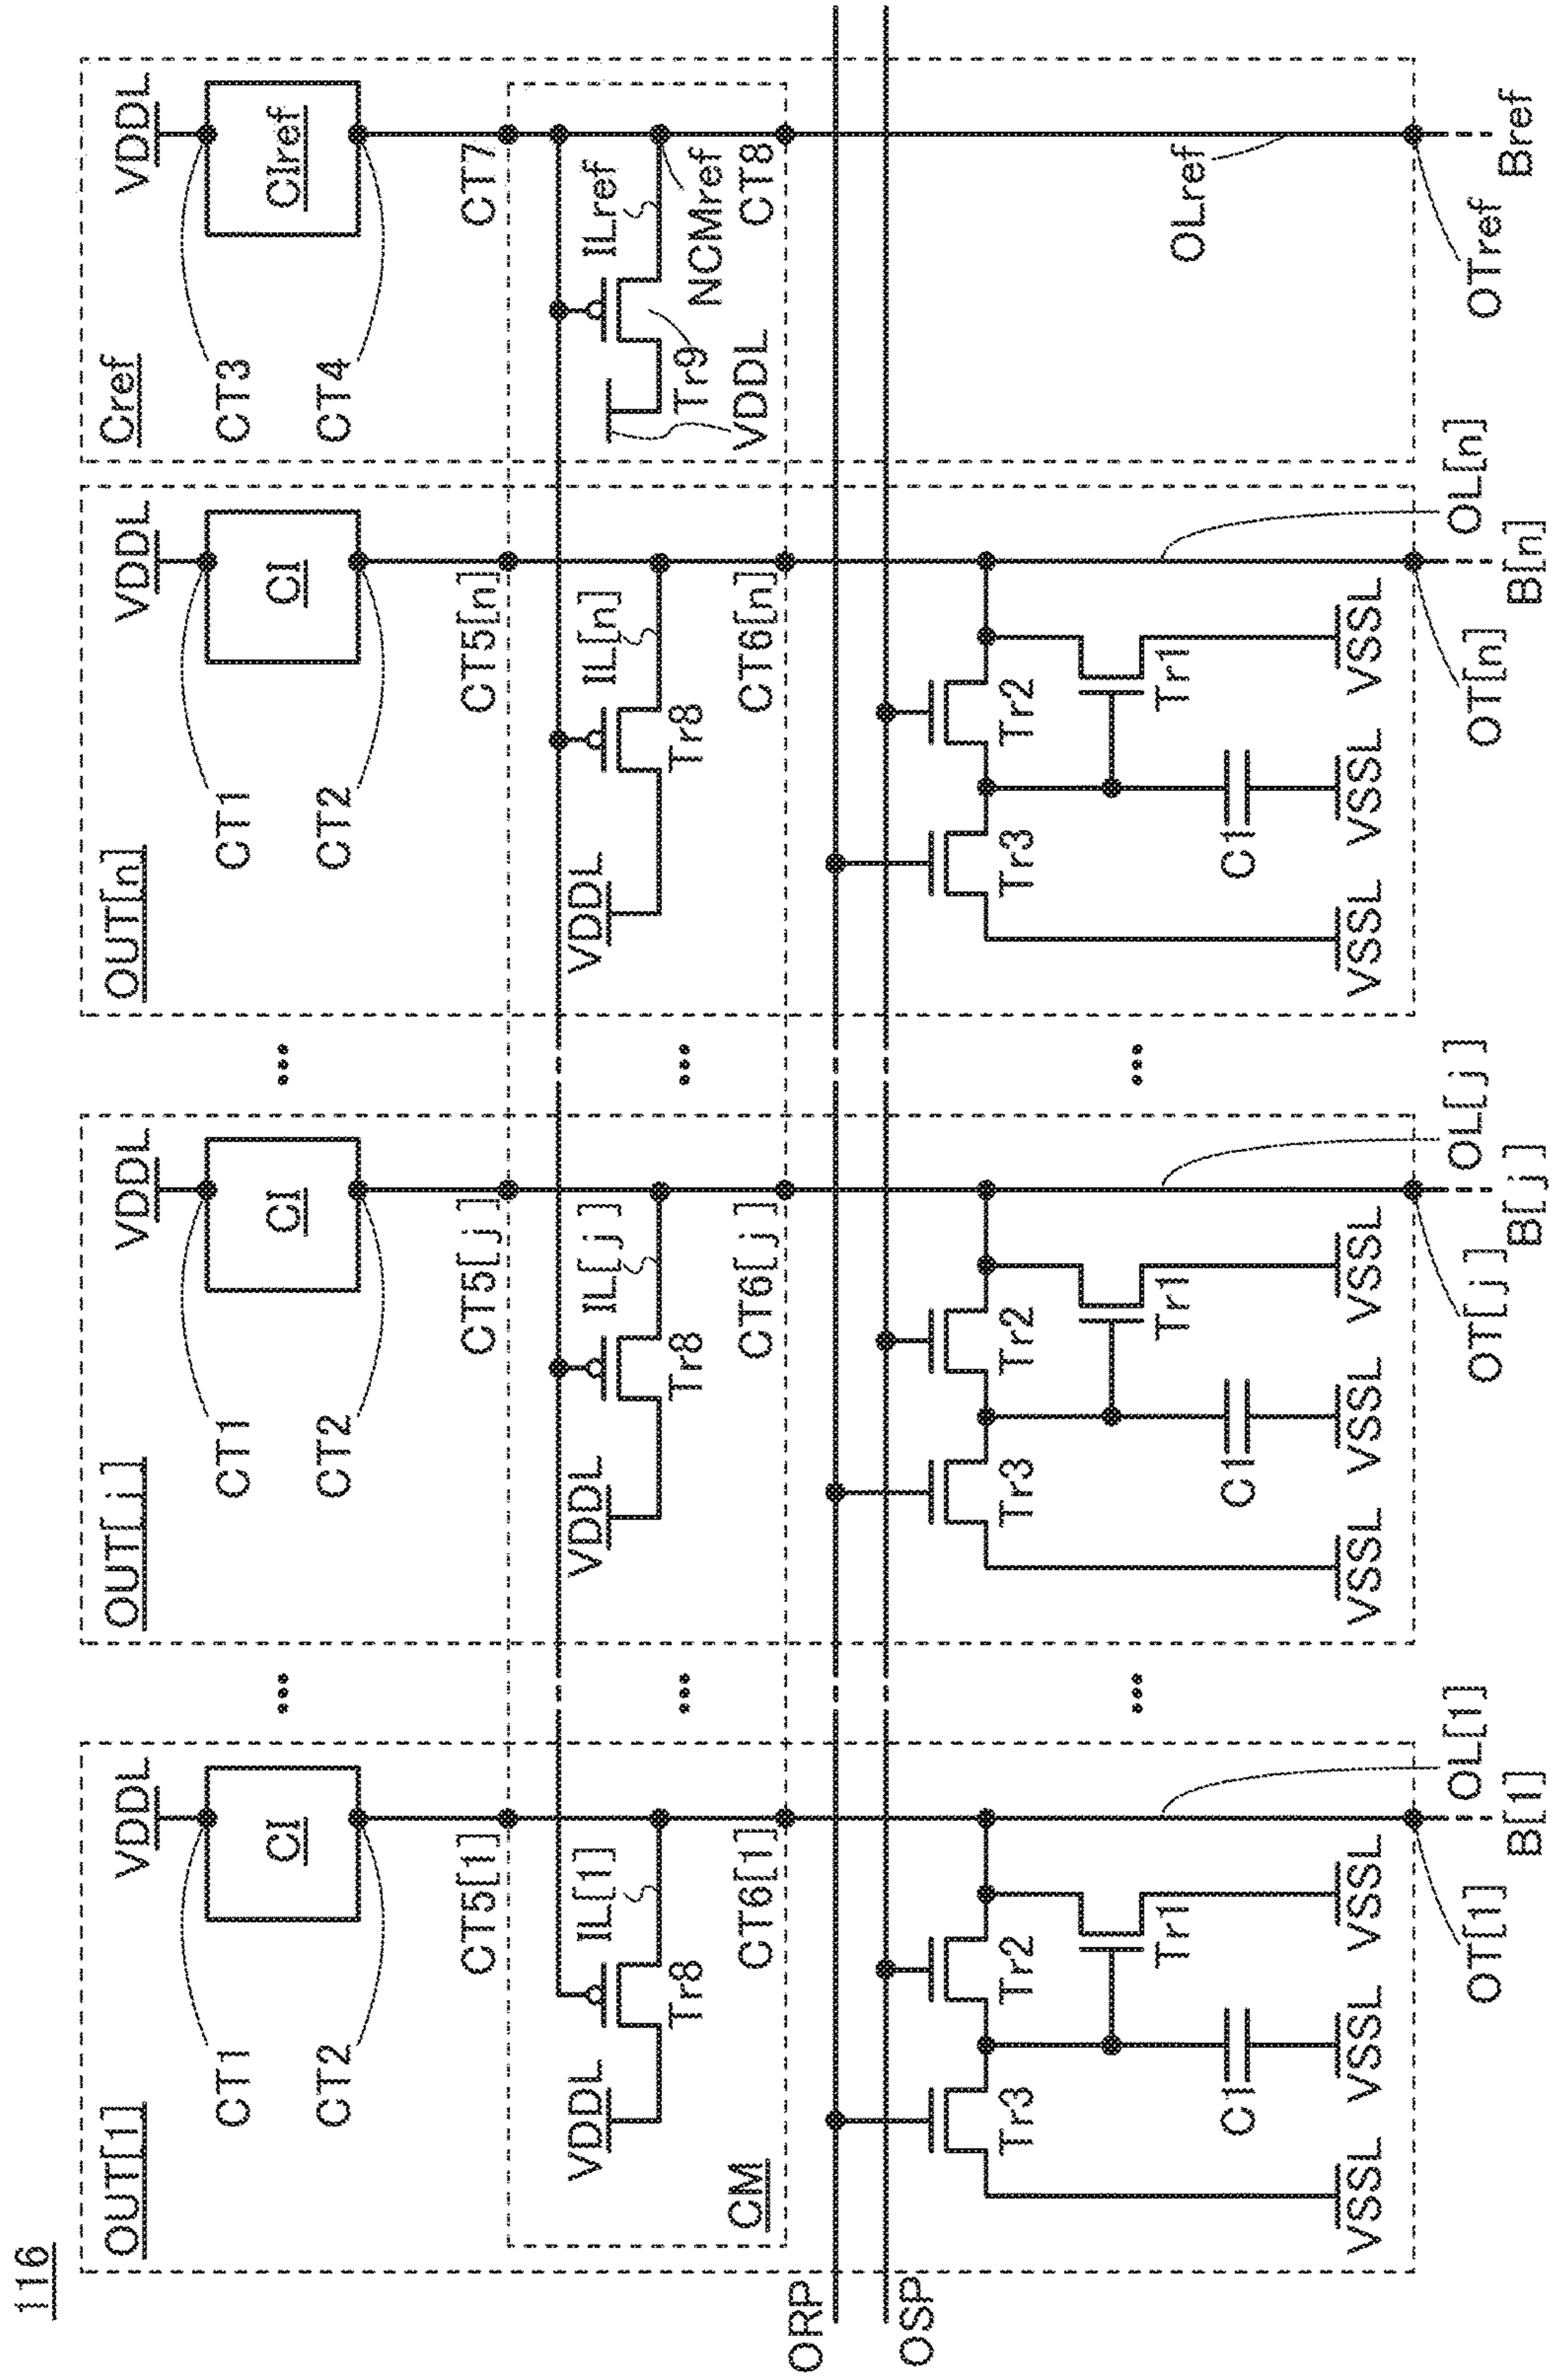 116
OUT[1]
VDDL
CI
CT1
CT2
CT5[1]
IL[1]
VDDL
Tr8
CT6[1]
CM
ORP
OSP
Tr3
Tr2
Tr1
C1
VSSL
VSSL
VSSL
OL[1]
OT[1]
B[1]
...
...
...
OUT[j]
VDDL
CI
CT1
CT2
CT5[j]
IL[j]
VDDL
Tr8
CT6[j]
Tr3
Tr2
Tr1
C1
VSSL
VSSL
VSSL
OL[j]
OT[j]
B[j]
...
...
...
OUT[n]
VDDL
CI
CT1
CT2
CT5[n]
IL[n]
VDDL
Tr8
CT6[n]
Tr3
Tr2
Tr1
C1
VSSL
VSSL
VSSL
OL[n]
OT[n]
B[n]
Cref
VDDL
CIref
CT3
CT4
CT7
ILref
Tr9
NCMref
VDDL
CT8
OLref
OTref
Bref